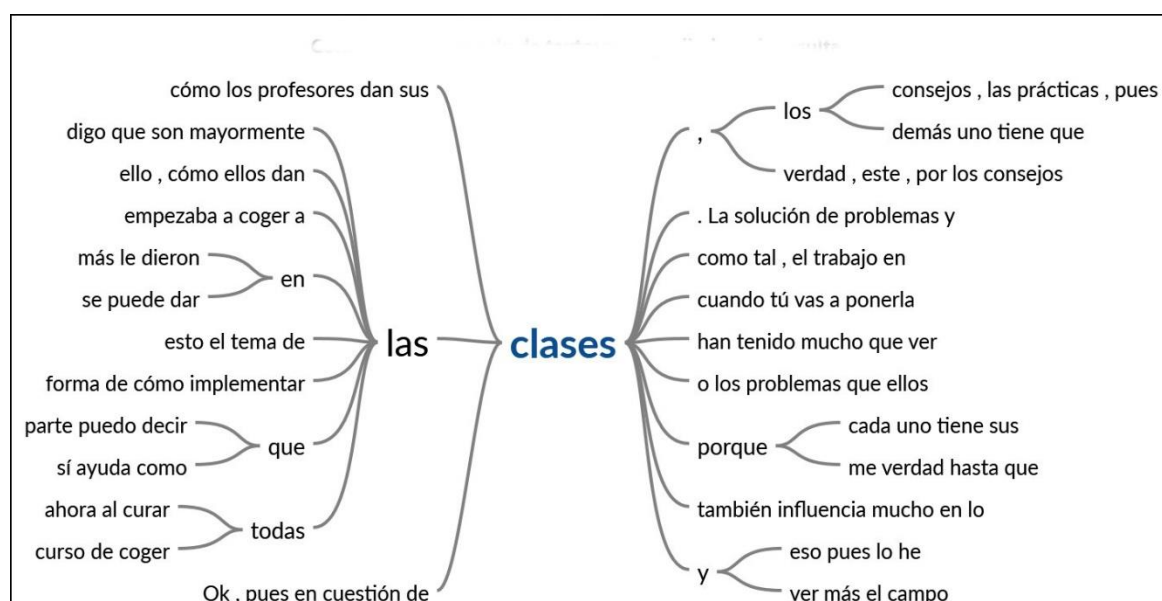 cómo los profesores dan sus
digo que son mayormente
ello , cómo ellos dan
empezaba a coger a
más le dieron
se puede dar
en
esto el tema de
forma de cómo implementar
parte puedo decir
sí ayuda como
que
ahora al curar
curso de coger
todas
las
Ok , pues en cuestión de
clases
,
los
consejos , las prácticas , pues
demás uno tiene que
verdad , este , por los consejos
. La solución de problemas y
como tal , el trabajo en
cuando tú vas a ponerla
han tenido mucho que ver
o los problemas que ellos
porque
cada uno tiene sus
me verdad hasta que
también influencia mucho en lo
y
eso pues lo he
ver más el campo